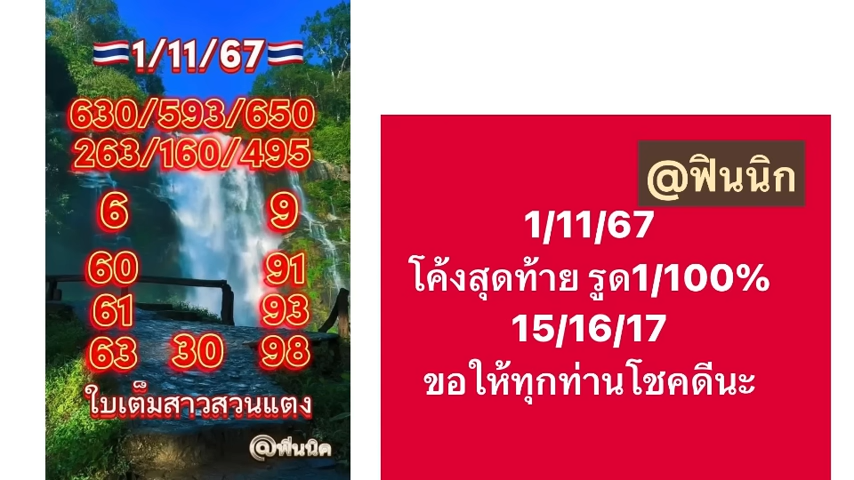 1/11/67
630/593/650
263/160/495
6 9
60 91
61 93
63 30 98
ใบเต็มสาวสวนแตง
@ฟินนิค
@ฟินนิก
1/11/67
โค้งสุดท้าย รูด1/100%
15/16/17
ขอให้ทุกท่านโชคดีนะ